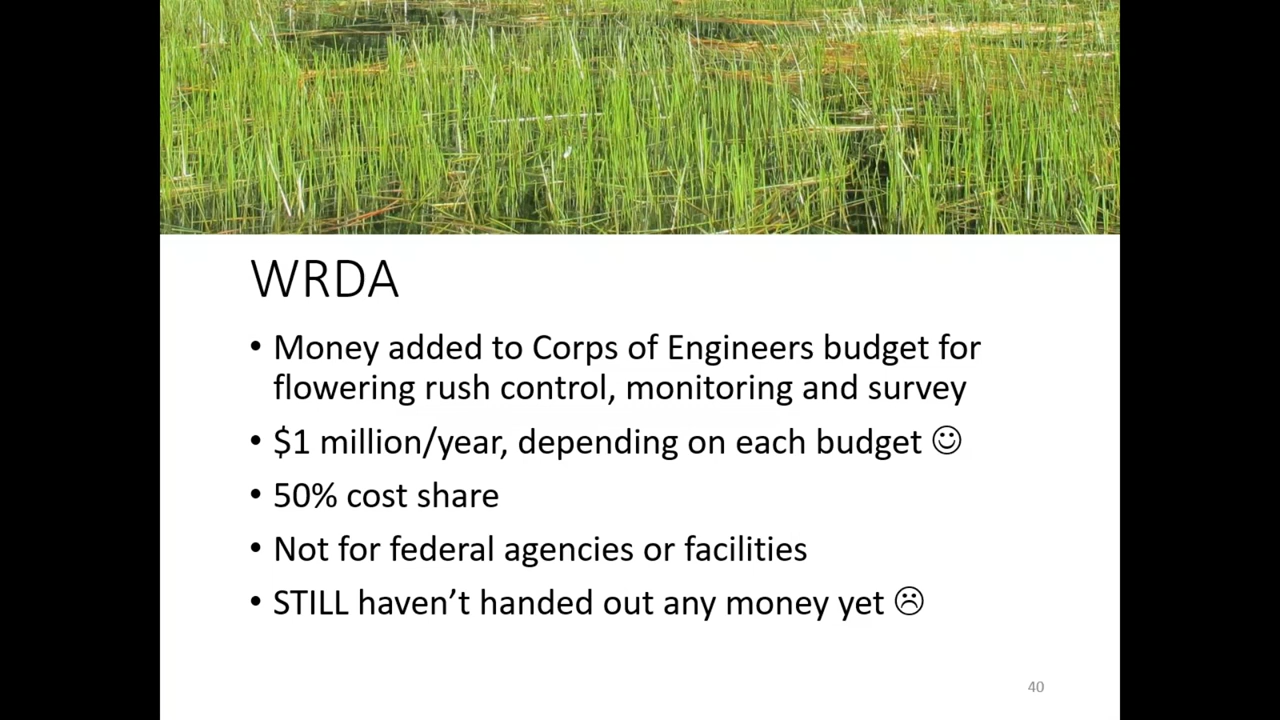 WRDA
• Money added to Corps of Engineers budget for
flowering rush control, monitoring and survey
• $1 million/year, depending on each budget ☺
• 50% cost share
• Not for federal agencies or facilities
• STILL haven’t handed out any money yet ☹
40